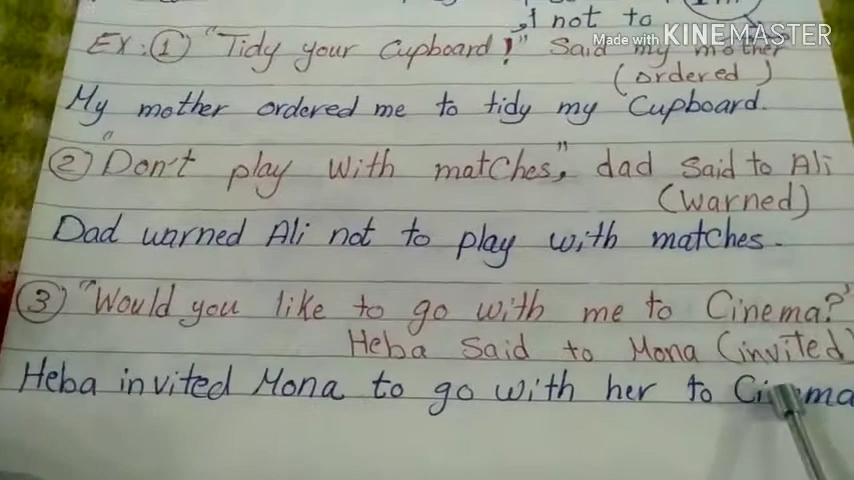 not to
Made with KINEMASTER
Ex: ① "Tidy your Cupboard!" Said my mother
(ordered)
My mother ordered me to tidy my Cupboard.
② "Don't play with matches," dad Said to Ali
(warned)
Dad warned Ali not to play with matches.
③ "Would you like to go with me to Cinema?"
Heba Said to Mona (invited)
Heba invited Mona to go with her to Cinema